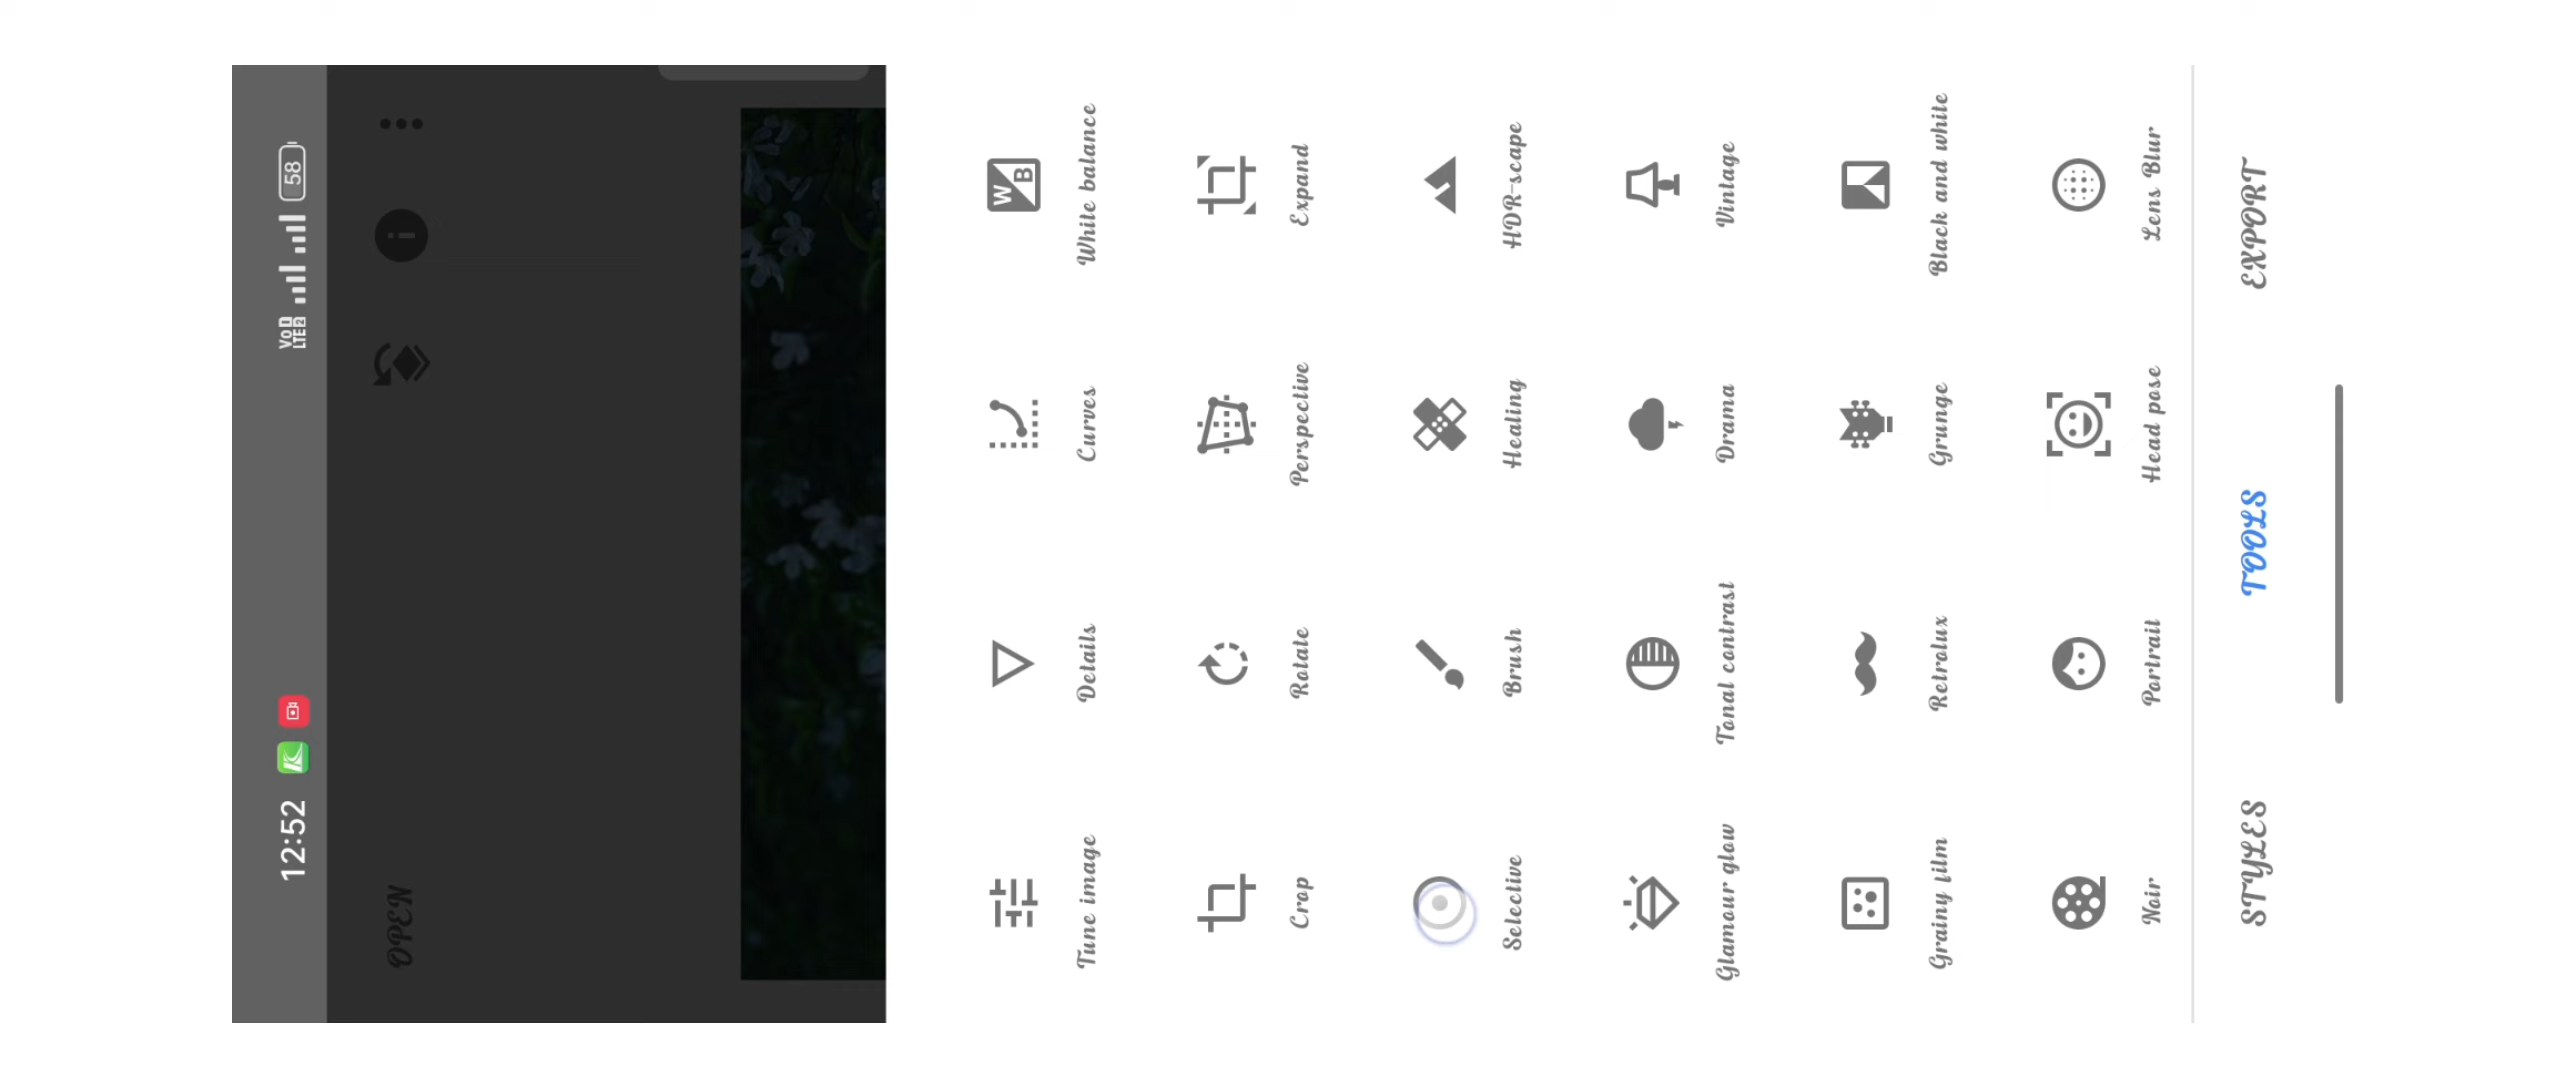 12:52
VoD LTE2
58
OPEN
Tune image
Details
Curves
White balance
Crop
Rotate
Perspective
Expand
Selective
Brush
Healing
HDR-scape
Glamour glow
Tonal contrast
Drama
Vintage
Grainy film
Retrolux
Grunge
Black and white
Noir
Portrait
Head pose
Lens Blur
STYLES
TOOLS
EXPORT